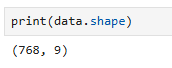 print(data.shape)
(768, 9)